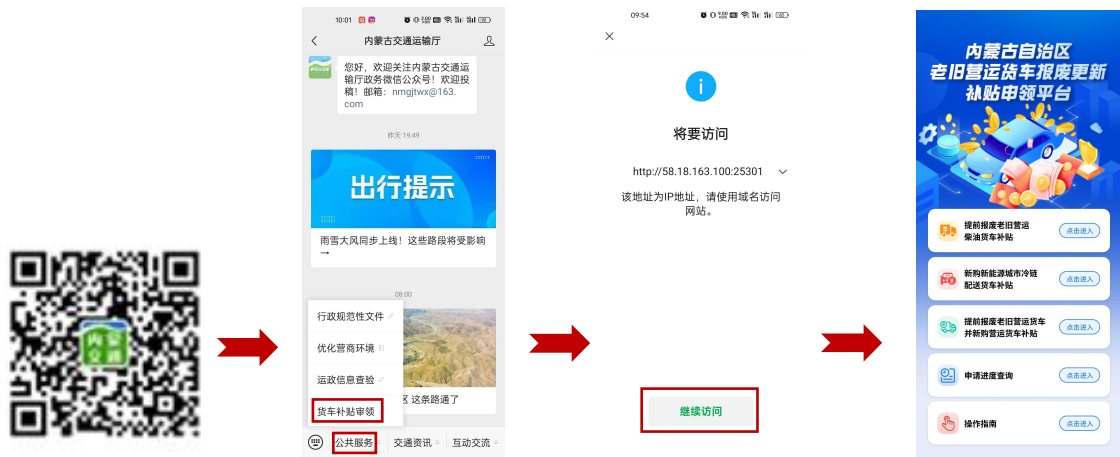 内蒙
交通
10:01
内蒙古交通运输厅
您好，欢迎关注内蒙古交通运
输厅政务微信公众号！欢迎投
稿！邮箱：nmgjtwx@163.
com
昨天 19:49
出行提示
雨雪大风同步上线！这些路段将受影响
→
08:00
行政规范性文件
优化营商环境
运政信息查验
货车补贴审领
区 这条路通了
公共服务
交通资讯
互动交流
09:54
将要访问
http://58.18.163.100:25301
该地址为IP地址，请使用域名访问
网站。
继续访问
内蒙古自治区
老旧营运货车报废更新
补贴申领平台
提前报废老旧营运
柴油货车补贴
点击进入
新购新能源城市冷链
配送货车补贴
点击进入
提前报废老旧营运货车
并新购营运货车补贴
点击进入
申请进度查询
点击进入
操作指南
点击进入